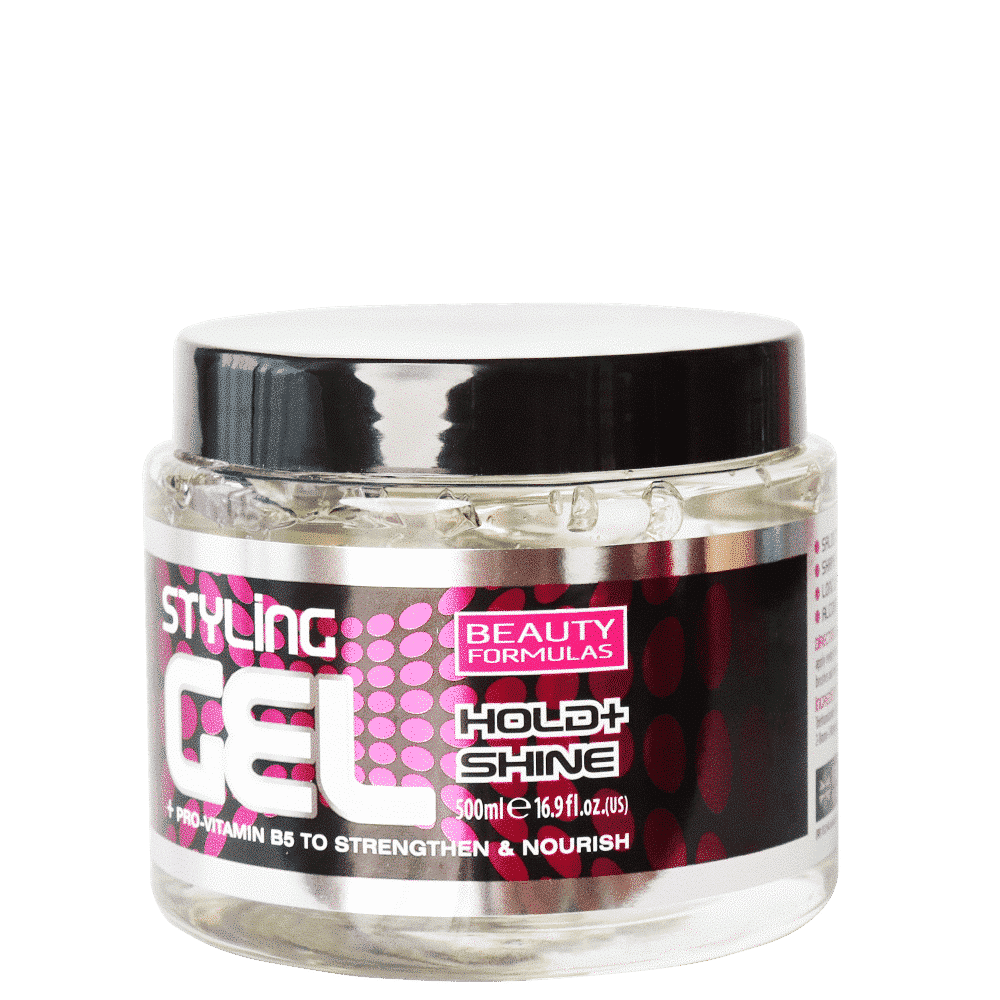 STYLING
GEL
+ PRO-VITAMIN B5 TO STRENGTHEN & NOURISH
BEAUTY
FORMULAS
HOLD+
SHINE
500ml e 16.9 fl.oz.(US)